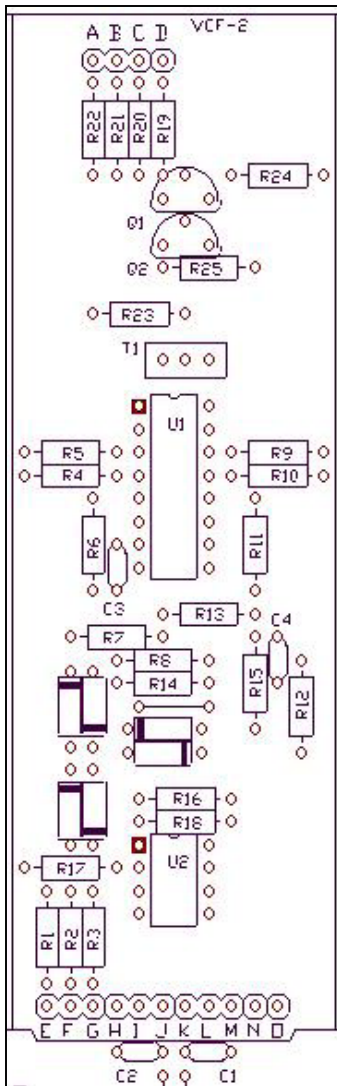 VCF-2
A B C D
R22 R21 R20 R19
R24
Q1
Q2
R25
R23
T1
U1
R5
R9
R4
R10
R6
R11
C3
R13
C4
R7
R8
R15
R14
R12
R16
R18
U2
R17
R1 R2 R3
E F G H I J K L M N O
C2
C1